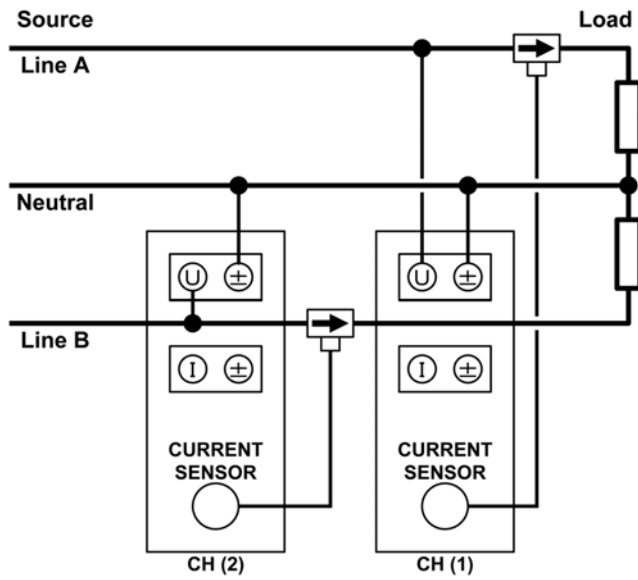 Source
Load
Line A
Neutral
U ±
U ±
Line B
I ±
I ±
CURRENT
SENSOR
CURRENT
SENSOR
CH (2)
CH (1)